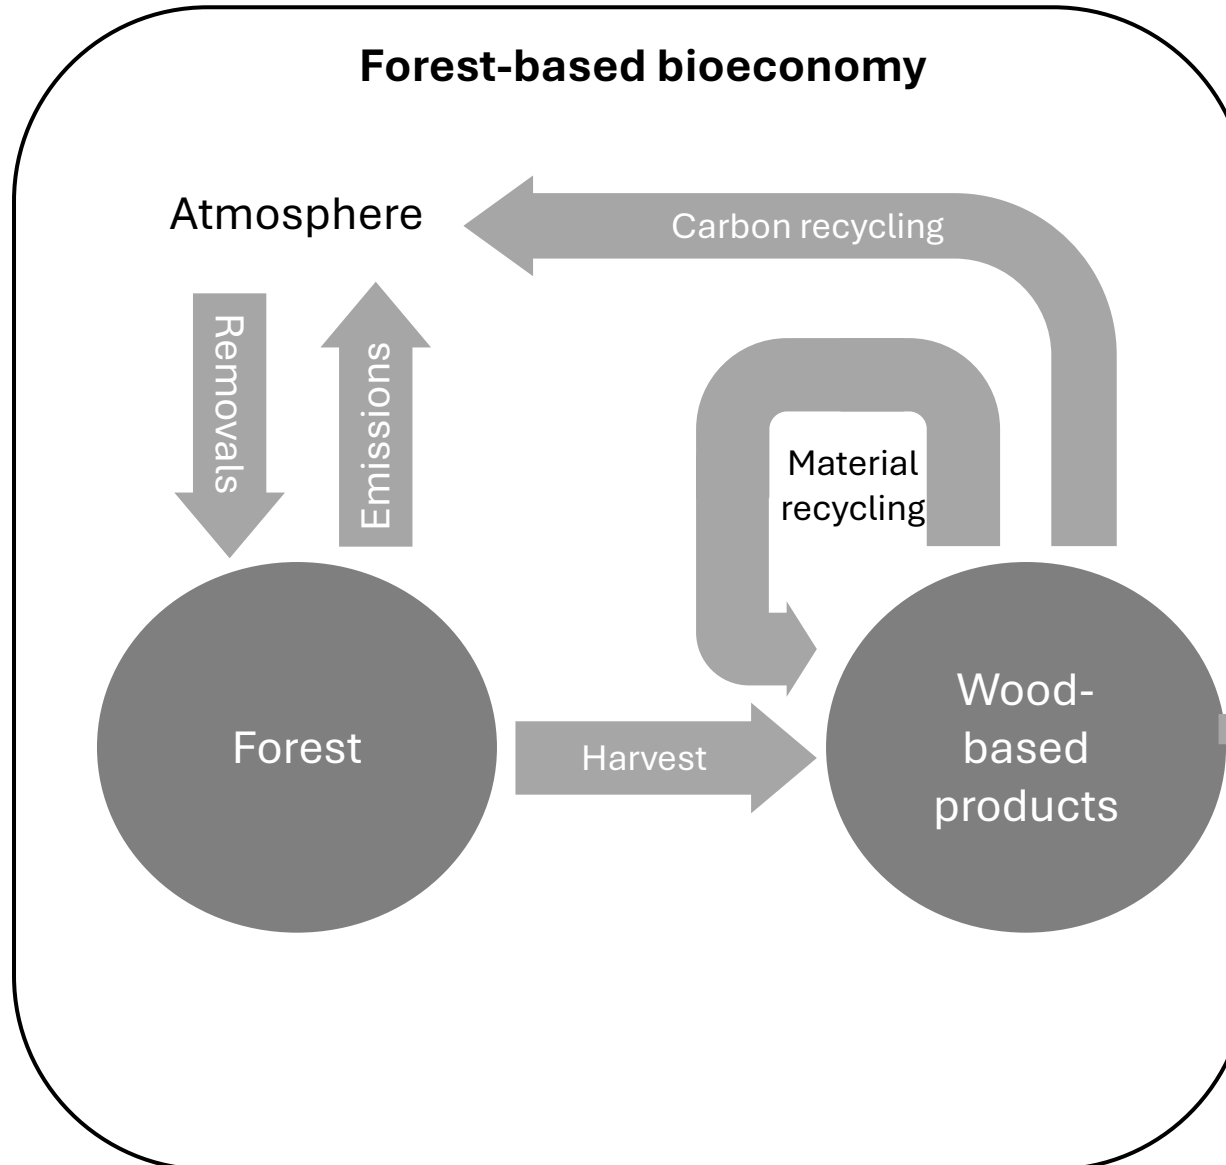 Forest-based bioeconomy
Atmosphere
Carbon recycling
Removals
Emissions
Material
recycling
Forest
Harvest
Wood-
based
products